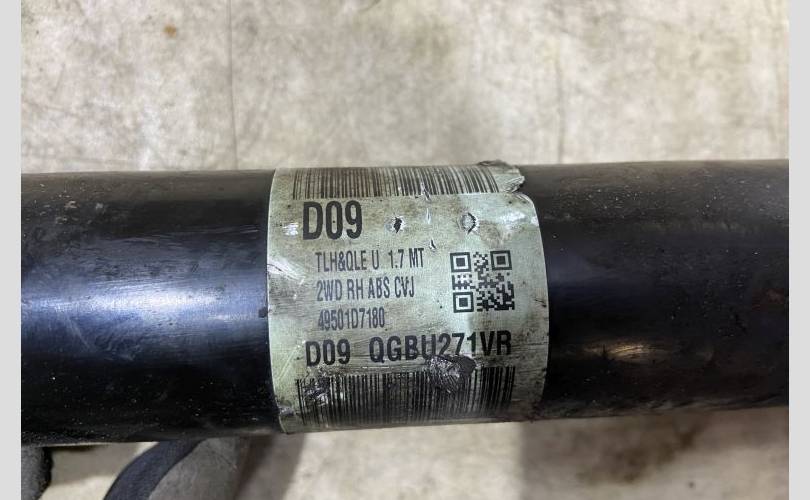 D09
TLH&QLE U 1.7 MT
2WD RH ABS CVJ
49501D7180
D09 QGBU271VR